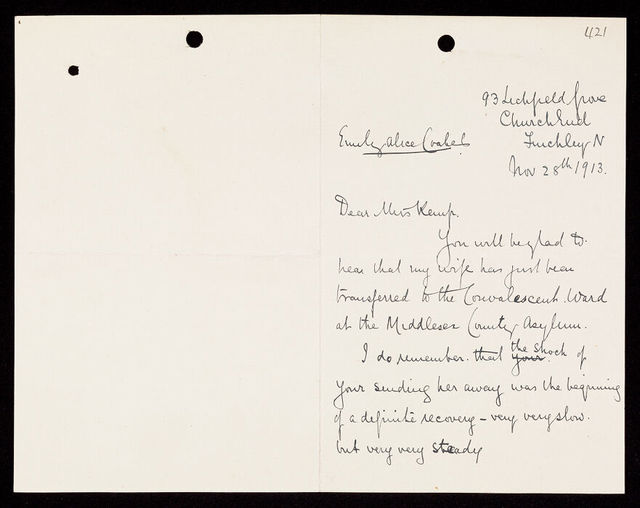 421
93 Lichfield Grove
Church End
Finchley N
Nov 28th 1913.
Emily Alice
Dear Mrs Kemp.
You will be glad to
hear that my wife has just been
transferred to the Convalescent Ward
at the Middlesex County Asylum.
I do remember that your the shock of
your sending her away was the beginning
of a definite recovery – very very slow.
but very very steady